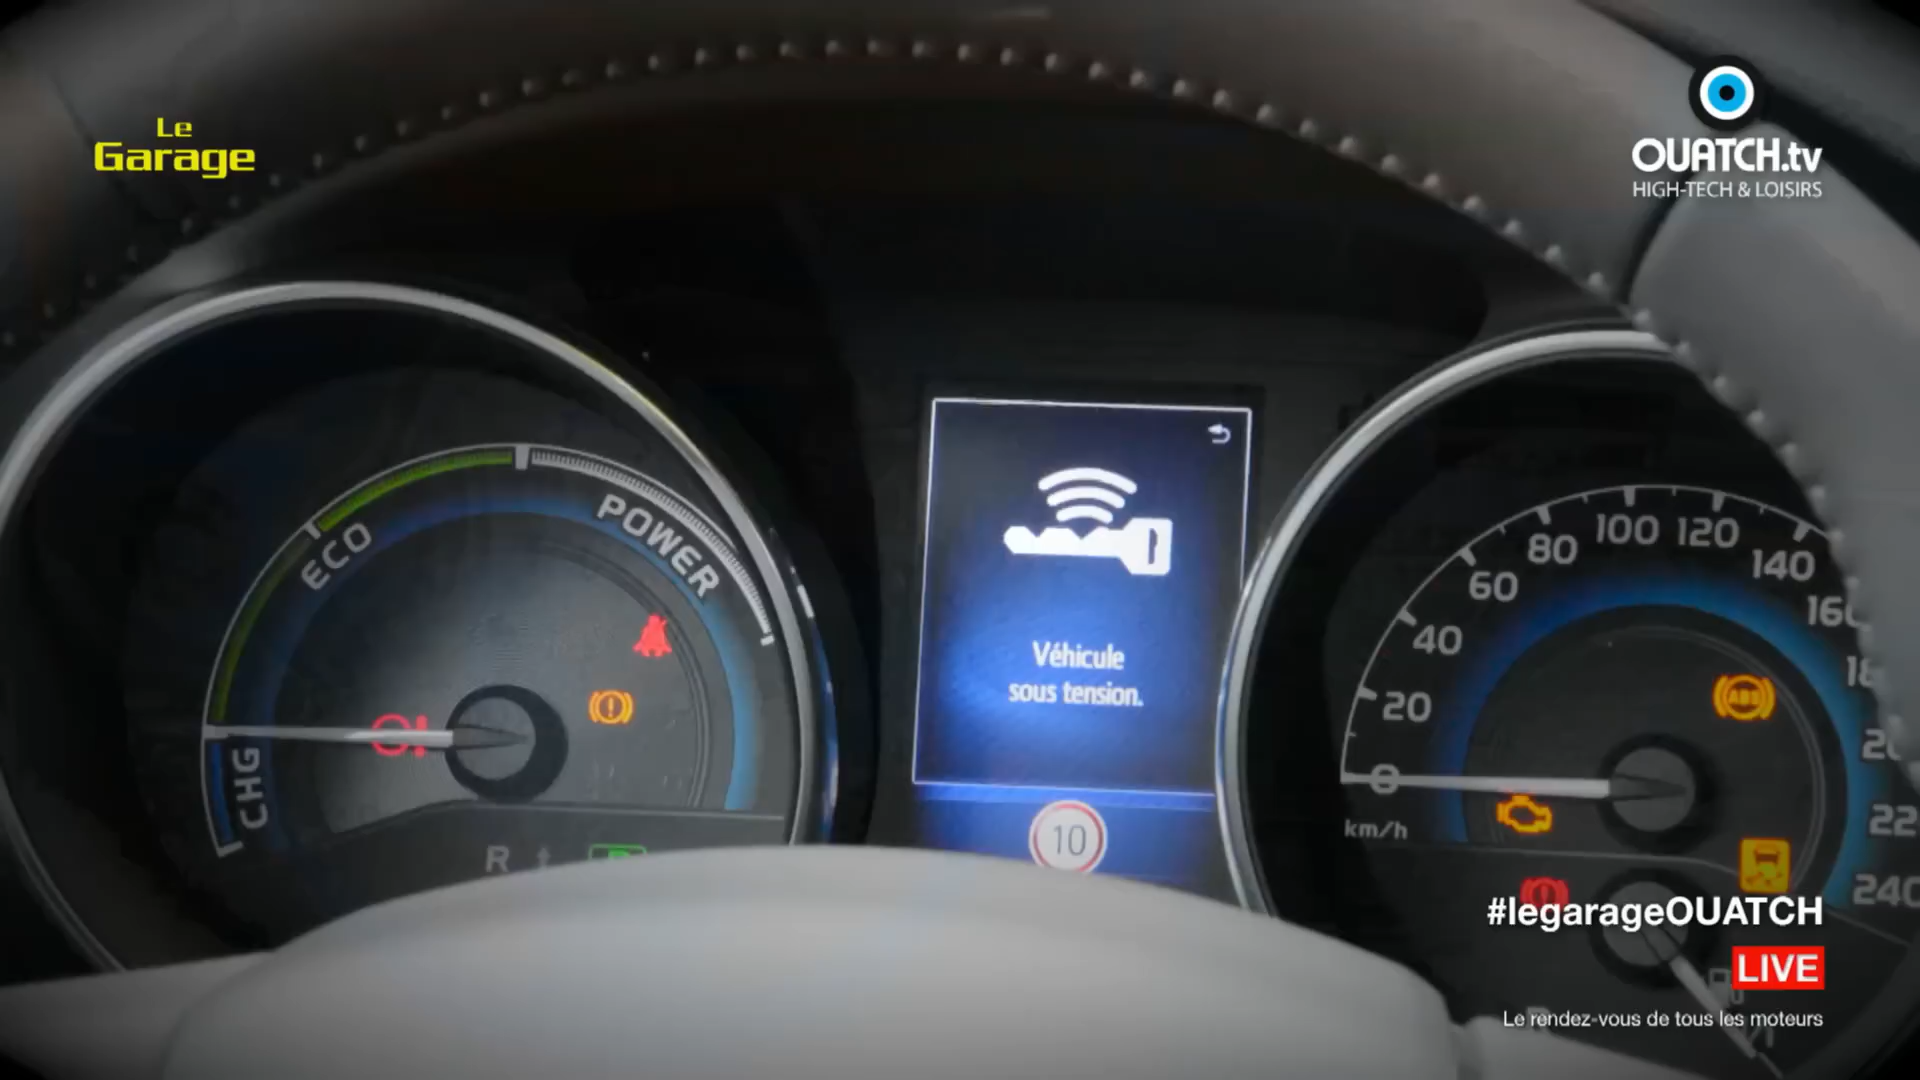 Le
Garage
OUATCH.tv
HIGH-TECH & LOISIRS
ECO
POWER
CHG
R
Véhicule
sous tension.
10
0
20
40
60
80
100
120
140
240
km/h
ABS
#legarageOUATCH
LIVE
Le rendez-vous de tous les moteurs